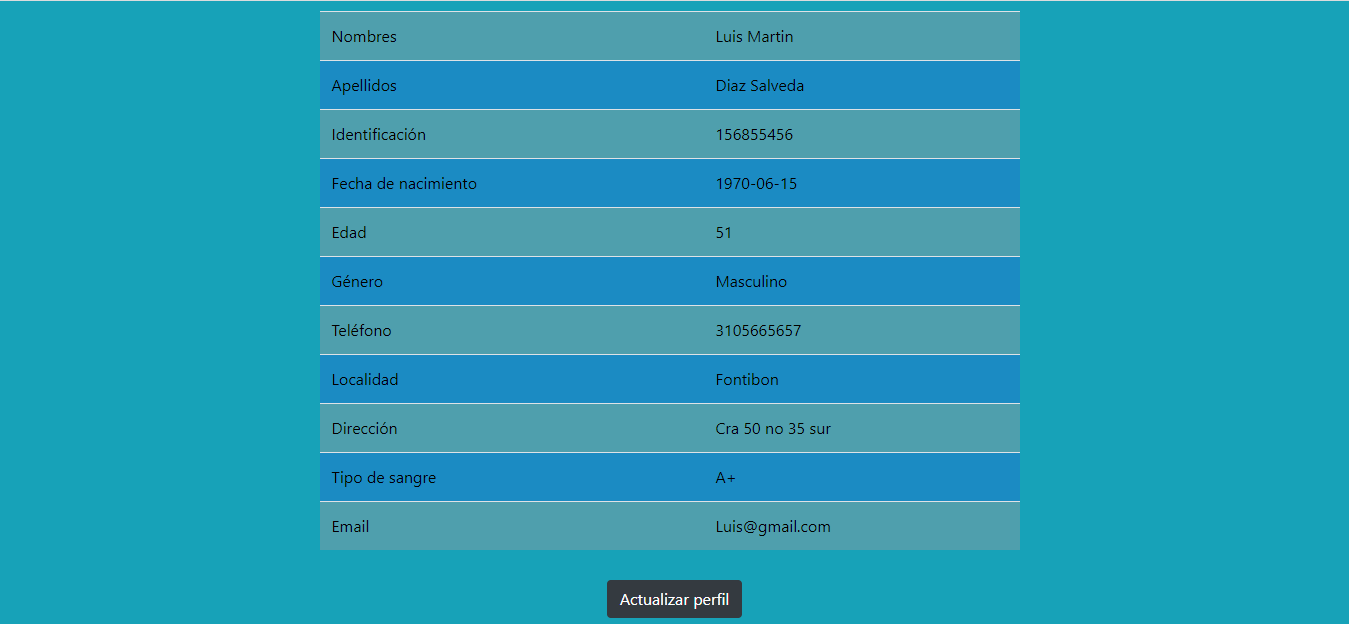 Nombres Luis Martin
Apellidos Diaz Salveda
Identificación 156855456
Fecha de nacimiento 1970-06-15
Edad 51
Género Masculino
Teléfono 3105665657
Localidad Fontibon
Dirección Cra 50 no 35 sur
Tipo de sangre A+
Email Luis@gmail.com
Actualizar perfil